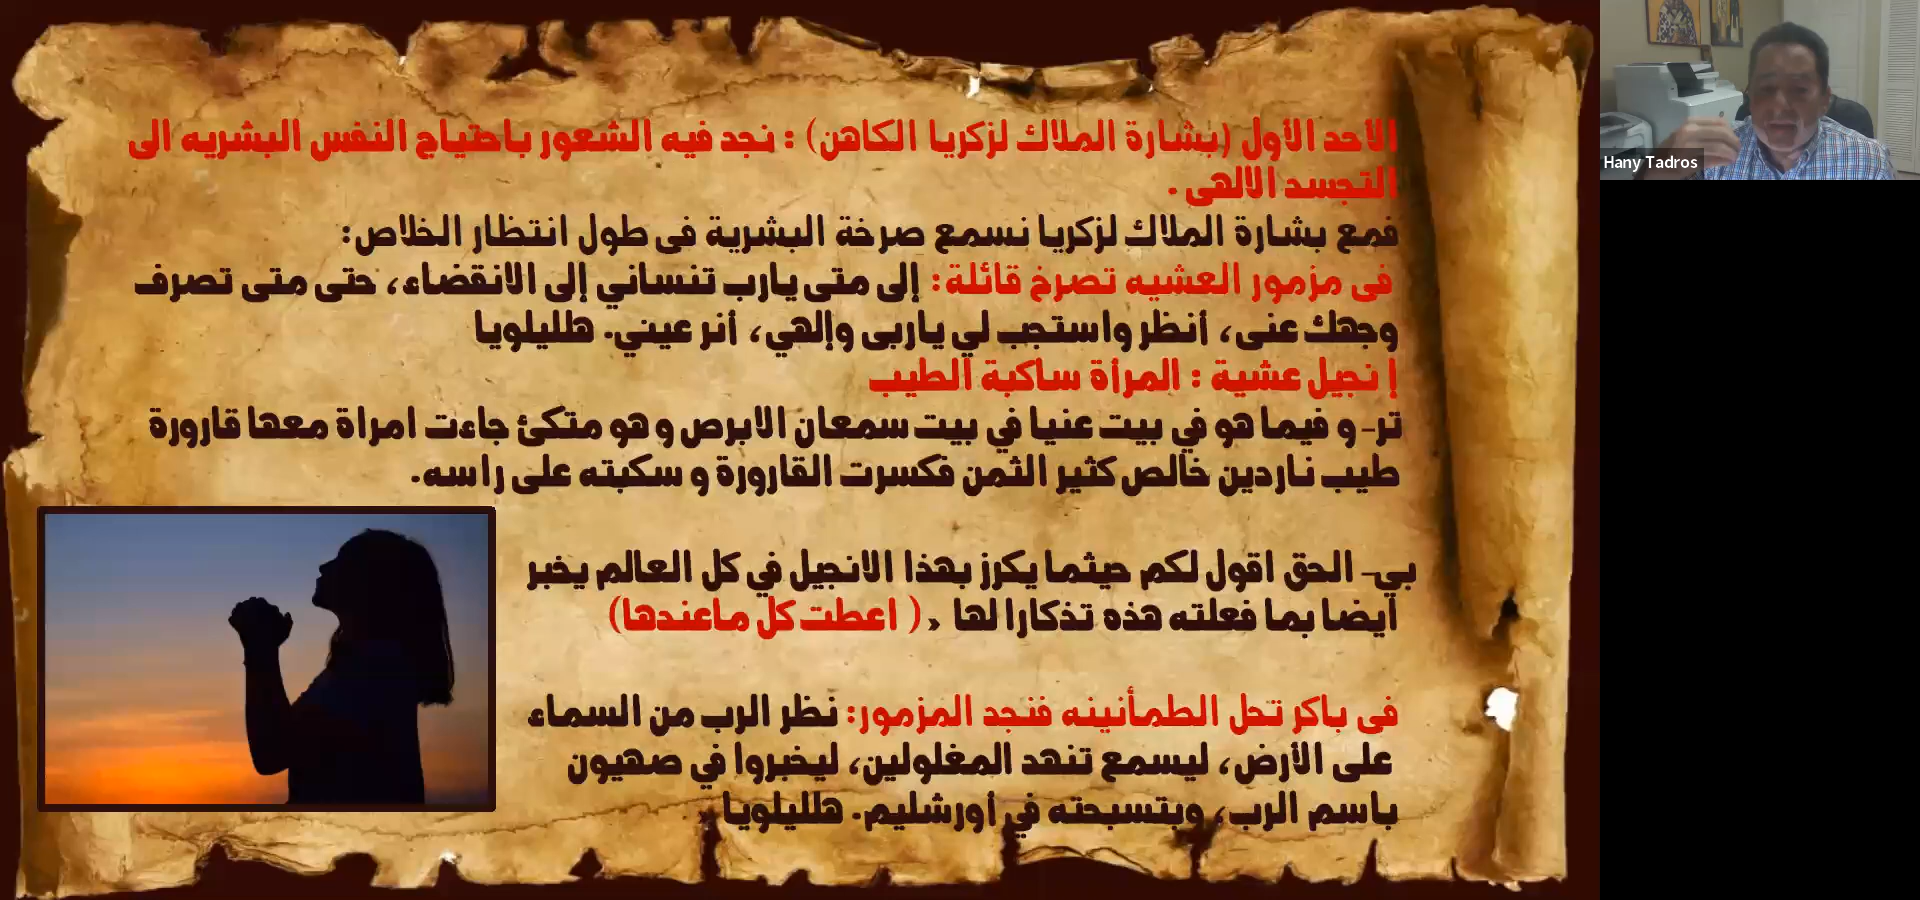 الأحد الأول (بشارة الملاك لزكريا الكاهن) : نجد فيه الشعور باحتياج النفس البشريه الى
التجسد الالهى .
فمع بشارة الملاك لزكريا نسمع صرخة البشرية فى طول انتظار الخلاص:
فى مزمور العشيه تصرخ قائلة: إلى متى يارب تنساني إلى الانقضاء، حتى متى تصرف
وجهك عنى، أنظر واستجب لي ياربى وإلهي، أنر عيني. هلليلويا
إنجيل عشية : المرأة ساكبة الطيب
تر- و فيما هو في بيت عنيا في بيت سمعان الابرص و هو متكئ جاءت امراة معها قارورة
طيب ناردين خالص كثير الثمن فكسرت القارورة و سكبته على راسه.
بي- الحق اقول لكم حيثما يكرز بهذا الانجيل في كل العالم يخبر
ايضا بما فعلته هذه تذكارا لها « ( اعطت كل ماعندها)
فى باكر تحل الطمأنينه فنجد المزمور: نظر الرب من السماء
على الأرض، ليسمع تنهد المغلولين، ليخبروا في صهيون
باسم الرب، وبتسبحته في أورشليم. هلليلويا «
Hany Tadros